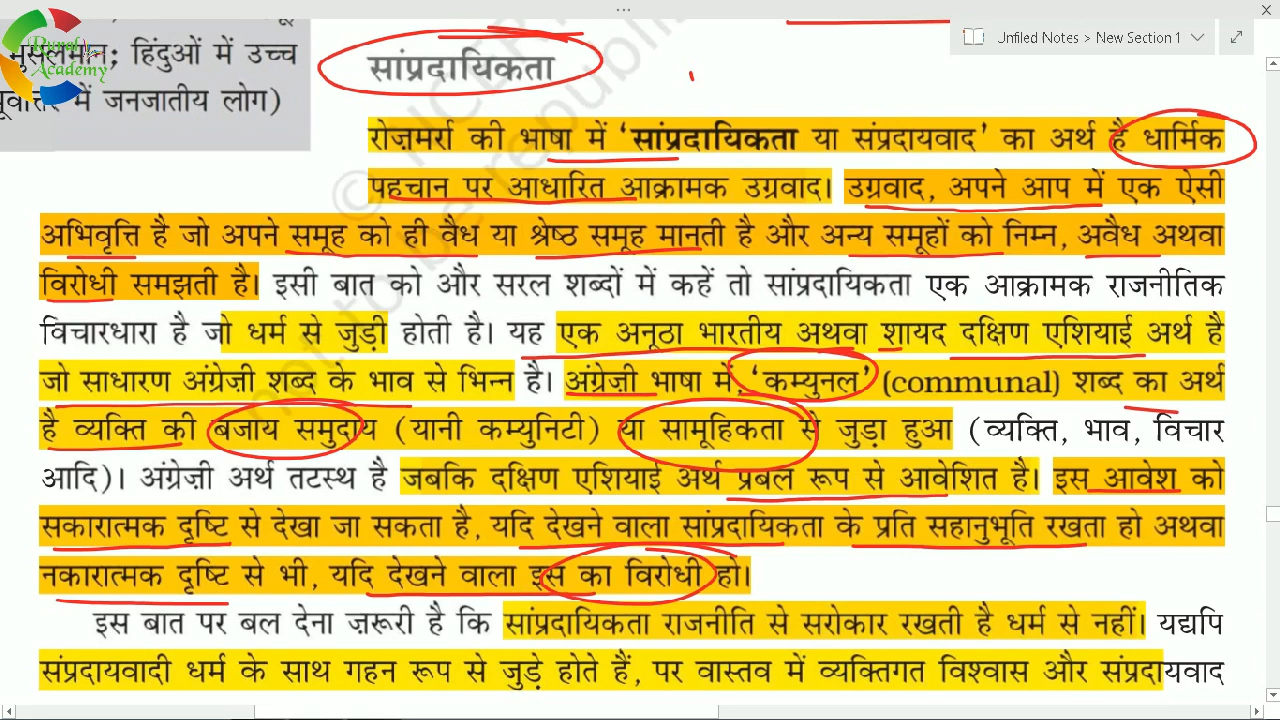 मुसलमान; हिंदुओं में उच्च
में जनजातीय लोग)
Academy
Unfiled Notes > New Section
सांप्रदायिकता
रोज़मर्रा की भाषा में ‘सांप्रदायिकता या संप्रदायवाद’ का अर्थ है धार्मिक
पहचान पर आधारित आक्रामक उग्रवाद। उग्रवाद, अपने आप में एक ऐसी
अभिवृत्ति है जो अपने समूह को ही वैध या श्रेष्ठ समूह मानती है और अन्य समूहों को निम्न, अवैध अथवा
विरोधी समझती है। इसी बात को और सरल शब्दों में कहें तो सांप्रदायिकता एक आक्रामक राजनीतिक
विचारधारा है जो धर्म से जुड़ी होती है। यह एक अनूठा भारतीय अथवा शायद दक्षिण एशियाई अर्थ है
जो साधारण अंग्रेज़ी शब्द के भाव से भिन्न है। अंग्रेज़ी भाषा में, ‘कम्युनल’ (communal) शब्द का अर्थ
है व्यक्ति की बजाय समुदाय (यानी कम्युनिटी) या सामूहिकता से जुड़ा हुआ (व्यक्ति, भाव, विचार
आदि)। अंग्रेज़ी अर्थ तटस्थ है जबकि दक्षिण एशियाई अर्थ प्रबल रूप से आवेशित है। इस आवेश को
सकारात्मक दृष्टि से देखा जा सकता है, यदि देखने वाला सांप्रदायिकता के प्रति सहानुभूति रखता हो अथवा
नकारात्मक दृष्टि से भी, यदि देखने वाला इस का विरोधी हो।
इस बात पर बल देना ज़रूरी है कि सांप्रदायिकता राजनीति से सरोकार रखती है धर्म से नहीं। यद्यपि
संप्रदायवादी धर्म के साथ गहन रूप से जुड़े होते हैं, पर वास्तव में व्यक्तिगत विश्वास और संप्रदायवाद